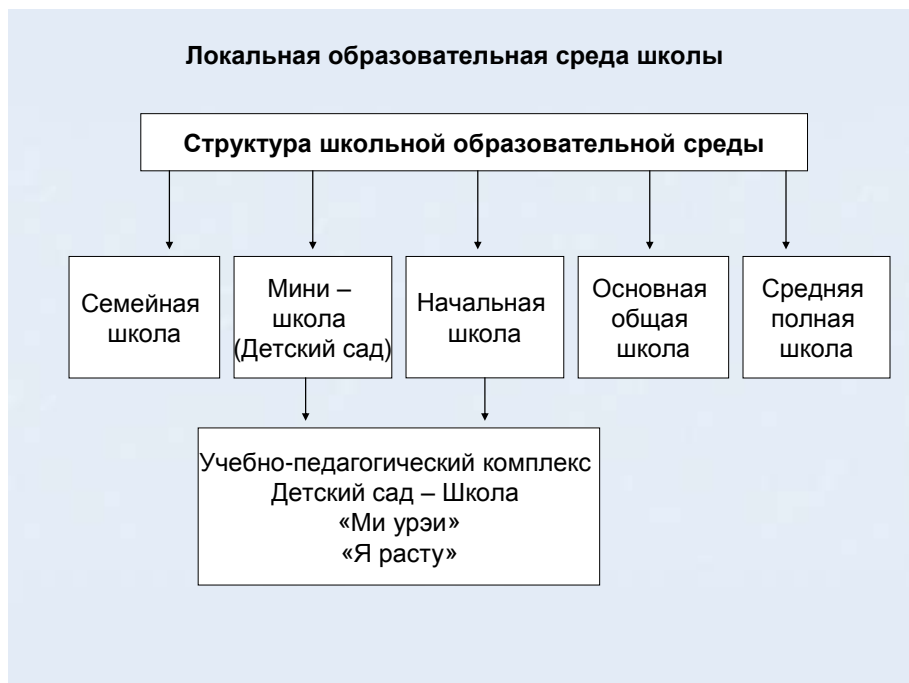 Локальная образовательная среда школы
Структура школьной образовательной среды
Семейная
школа
Мини –
школа
(Детский сад)
Начальная
школа
Основная
общая
школа
Средняя
полная
школа
Учебно-педагогический комплекс
Детский сад – Школа
«Ми урэи»
«Я расту»